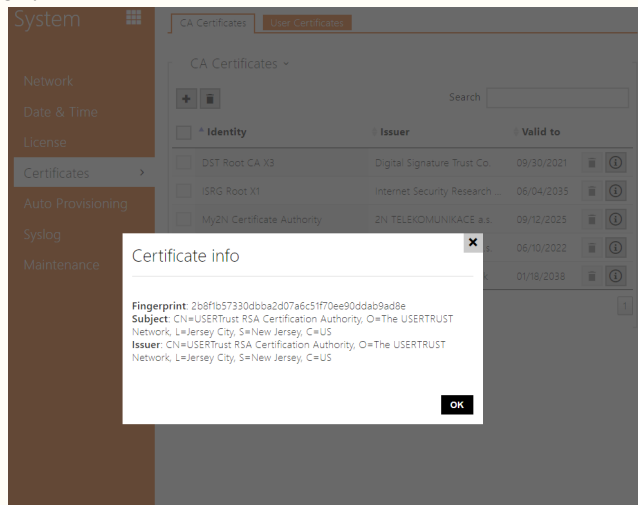 System
CA Certificates User Certificates
CA Certificates
Network
Date & Time
License
Certificates >
Auto Provisioning
Syslog
Maintenance
Search
Identity Issuer Valid to
DST Root CA X3 Digital Signature Trust Co. 09/30/2021
ISRG Root X1 Internet Security Research ... 06/04/2035
My2N Certificate Authority 2N TELEKOMUNIKACE a.s. 09/12/2025
06/10/2022
01/18/2038
1
Certificate info
Fingerprint: 2b8f1b57330dbba2d07a6c51f70ee90ddab9ad8e
Subject: CN=USERTrust RSA Certification Authority, O=The USERTRUST
Network, L=Jersey City, S=New Jersey, C=US
Issuer: CN=USERTrust RSA Certification Authority, O=The USERTRUST
Network, L=Jersey City, S=New Jersey, C=US
OK